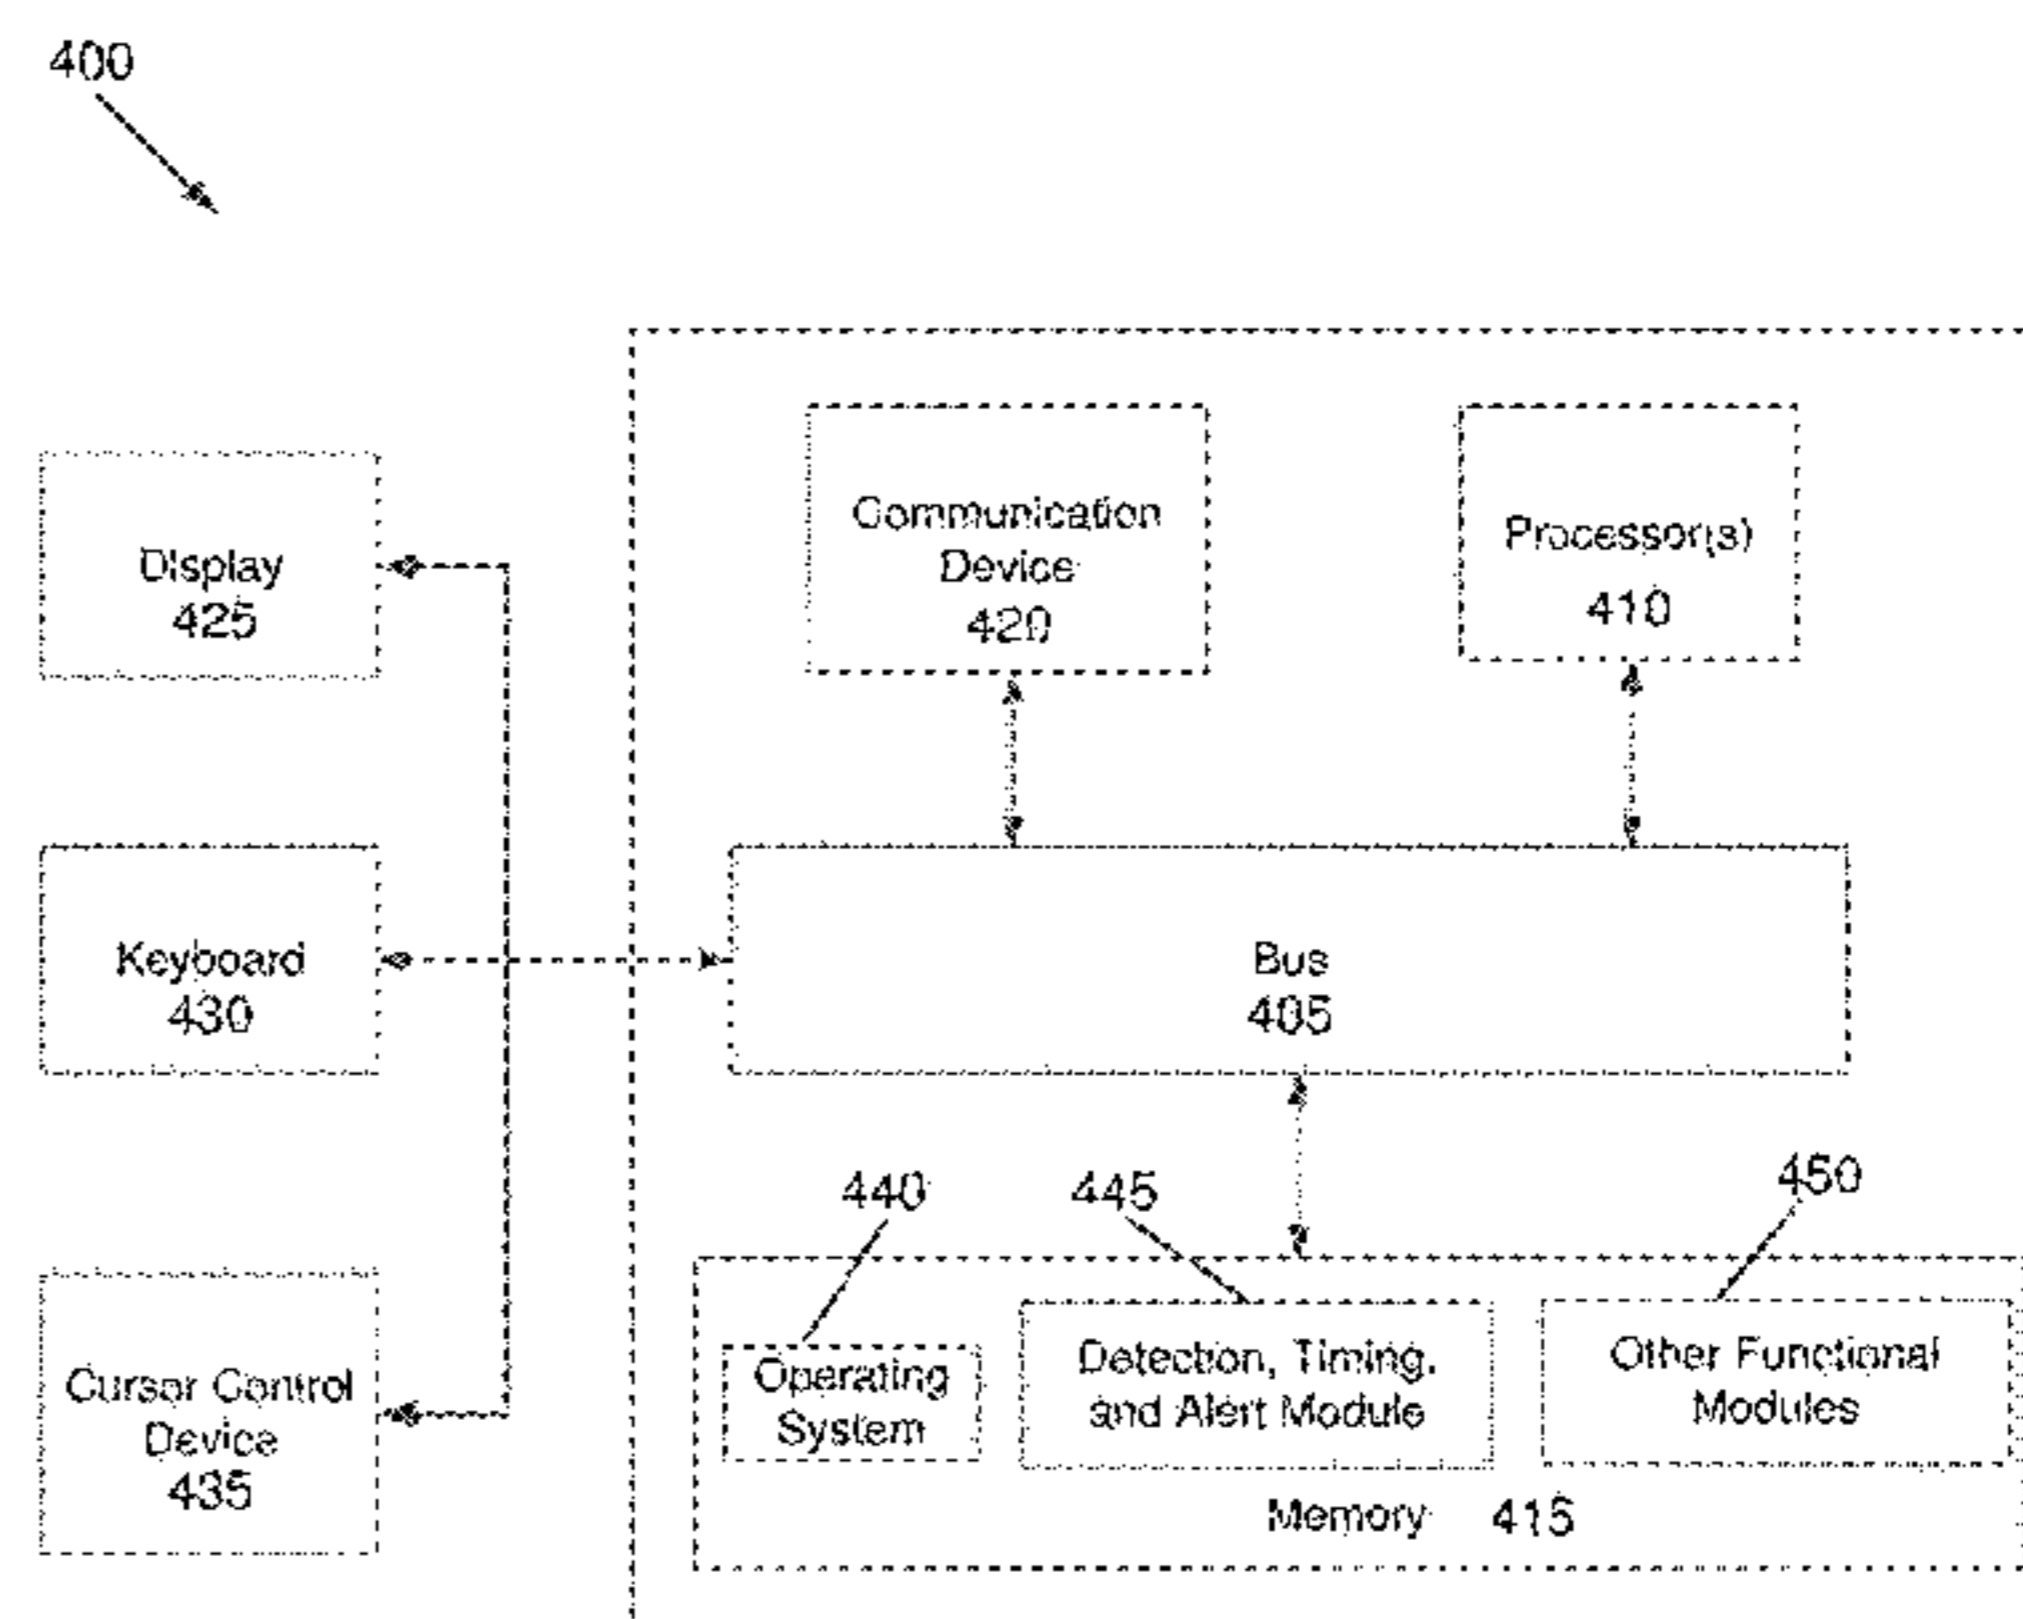 400
Communication
Device
420
Processor(s)
410
Display
425
Keyboard
430
Bus
405
440
445
450
Cursor Control
Device
435
Operating
System
Detection, Timing,
and Alert Module
Other Functional
Modules
Memory 415